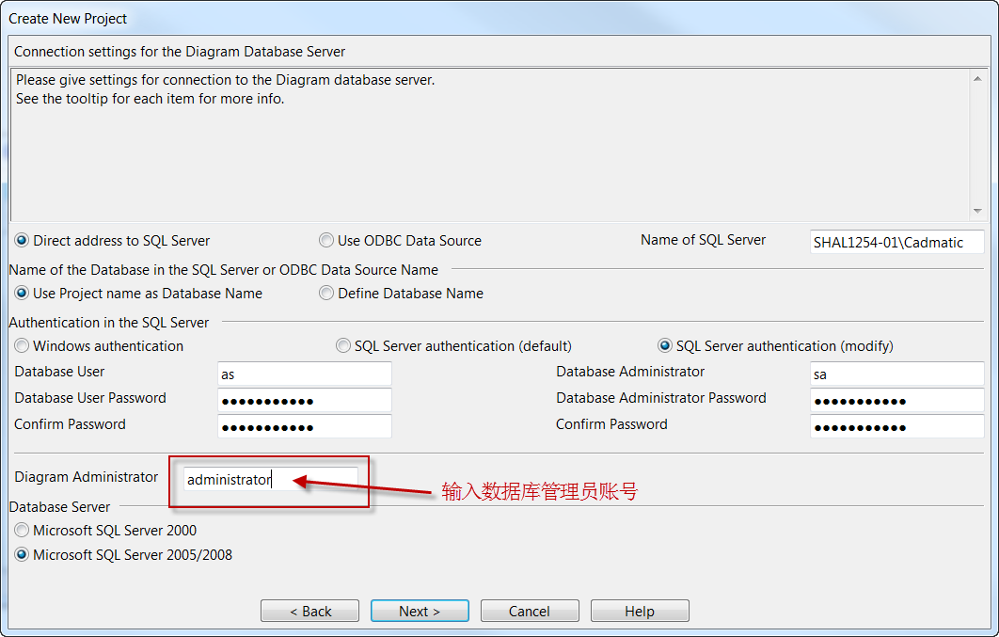 Create New Project
Connection settings for the Diagram Database Server
Please give settings for connection to the Diagram database server.
See the tooltip for each item for more info.
Direct address to SQL Server Use ODBC Data Source Name of SQL Server SHAL1254-01\Cadmatic
Name of the Database in the SQL Server or ODBC Data Source Name
Use Project name as Database Name Define Database Name
Authentication in the SQL Server
Windows authentication SQL Server authentication (default) SQL Server authentication (modify)
Database User as Database Administrator sa
Database User Password ●●●●●●●●●●● Database Administrator Password ●●●●●●●●●●●
Confirm Password ●●●●●●●●●●● Confirm Password ●●●●●●●●●●●
Diagram Administrator administrator 输入数据库管理员账号
Database Server
Microsoft SQL Server 2000
Microsoft SQL Server 2005/2008
< Back Next > Cancel Help